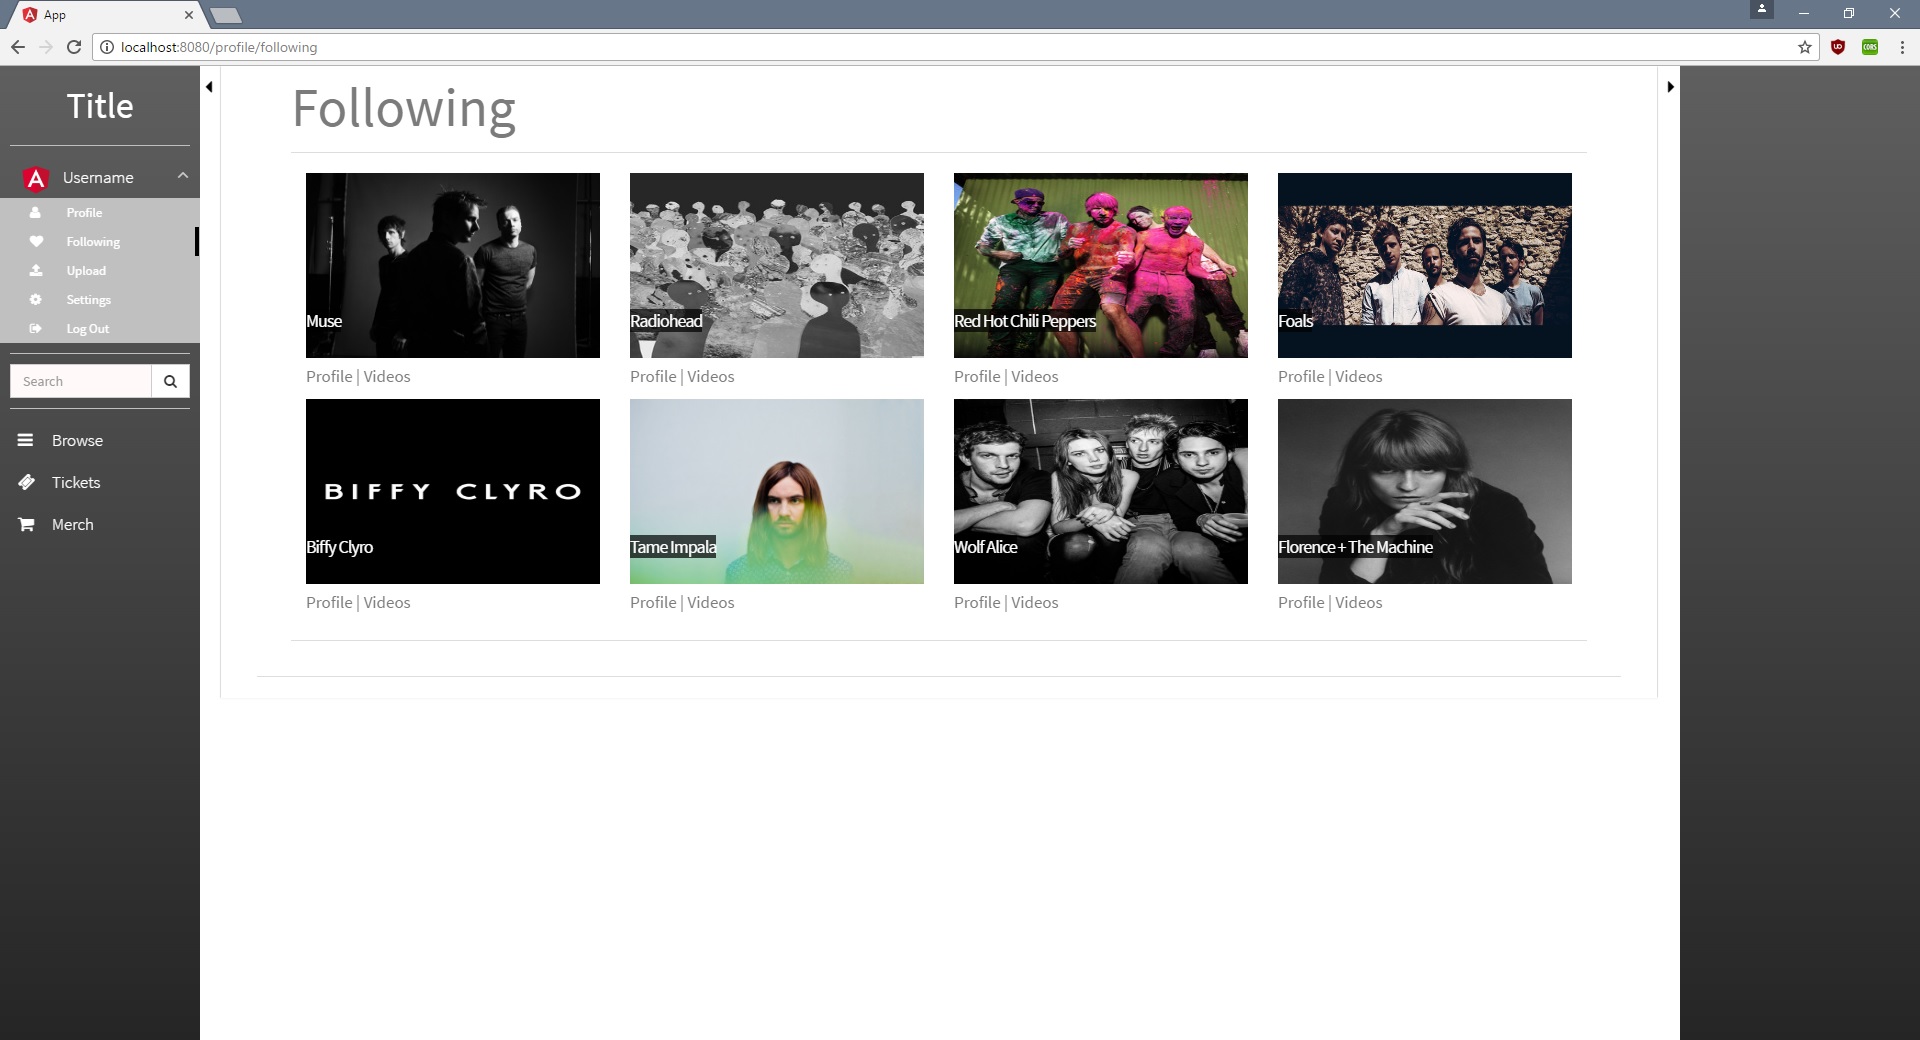 App
localhost:8080/profile/following
Title
Username
Profile
Following
Upload
Settings
Log Out
Search
Browse
Tickets
Merch
Following
Muse
Radiohead
Red Hot Chili Peppers
Foals
Profile | Videos
Profile | Videos
Profile | Videos
Profile | Videos
BIFFY CLYRO
Biffy Clyro
Tame Impala
Wolf Alice
Florence + The Machine
Profile | Videos
Profile | Videos
Profile | Videos
Profile | Videos